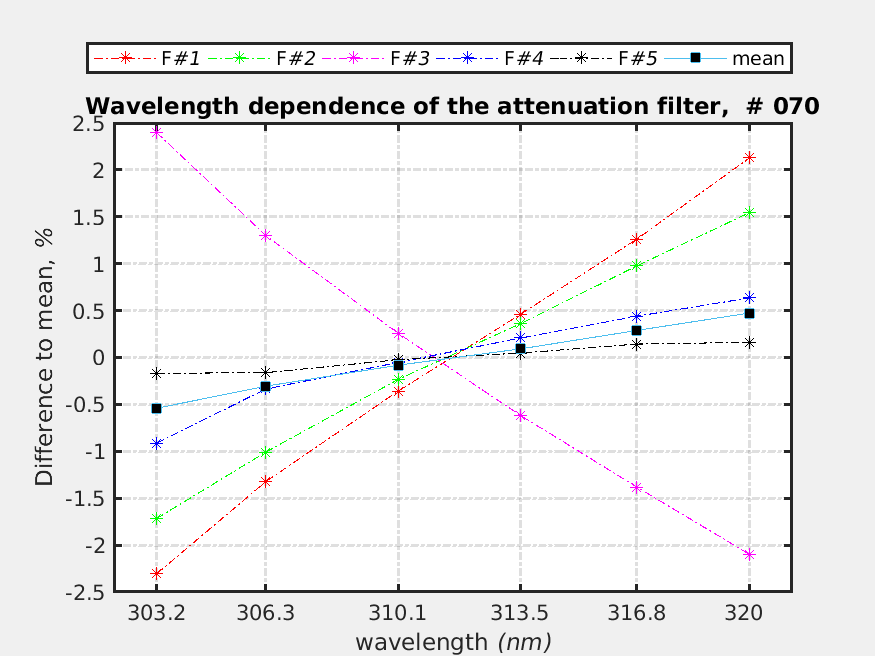 F#1 F#2 F#3 F#4 F#5 mean
Wavelength dependence of the attenuation filter, # 070
2.5
2
1.5
1
0.5
0
-0.5
-1
-1.5
-2
-2.5
Difference to mean, %
303.2 306.3 310.1 313.5 316.8 320
wavelength (nm)